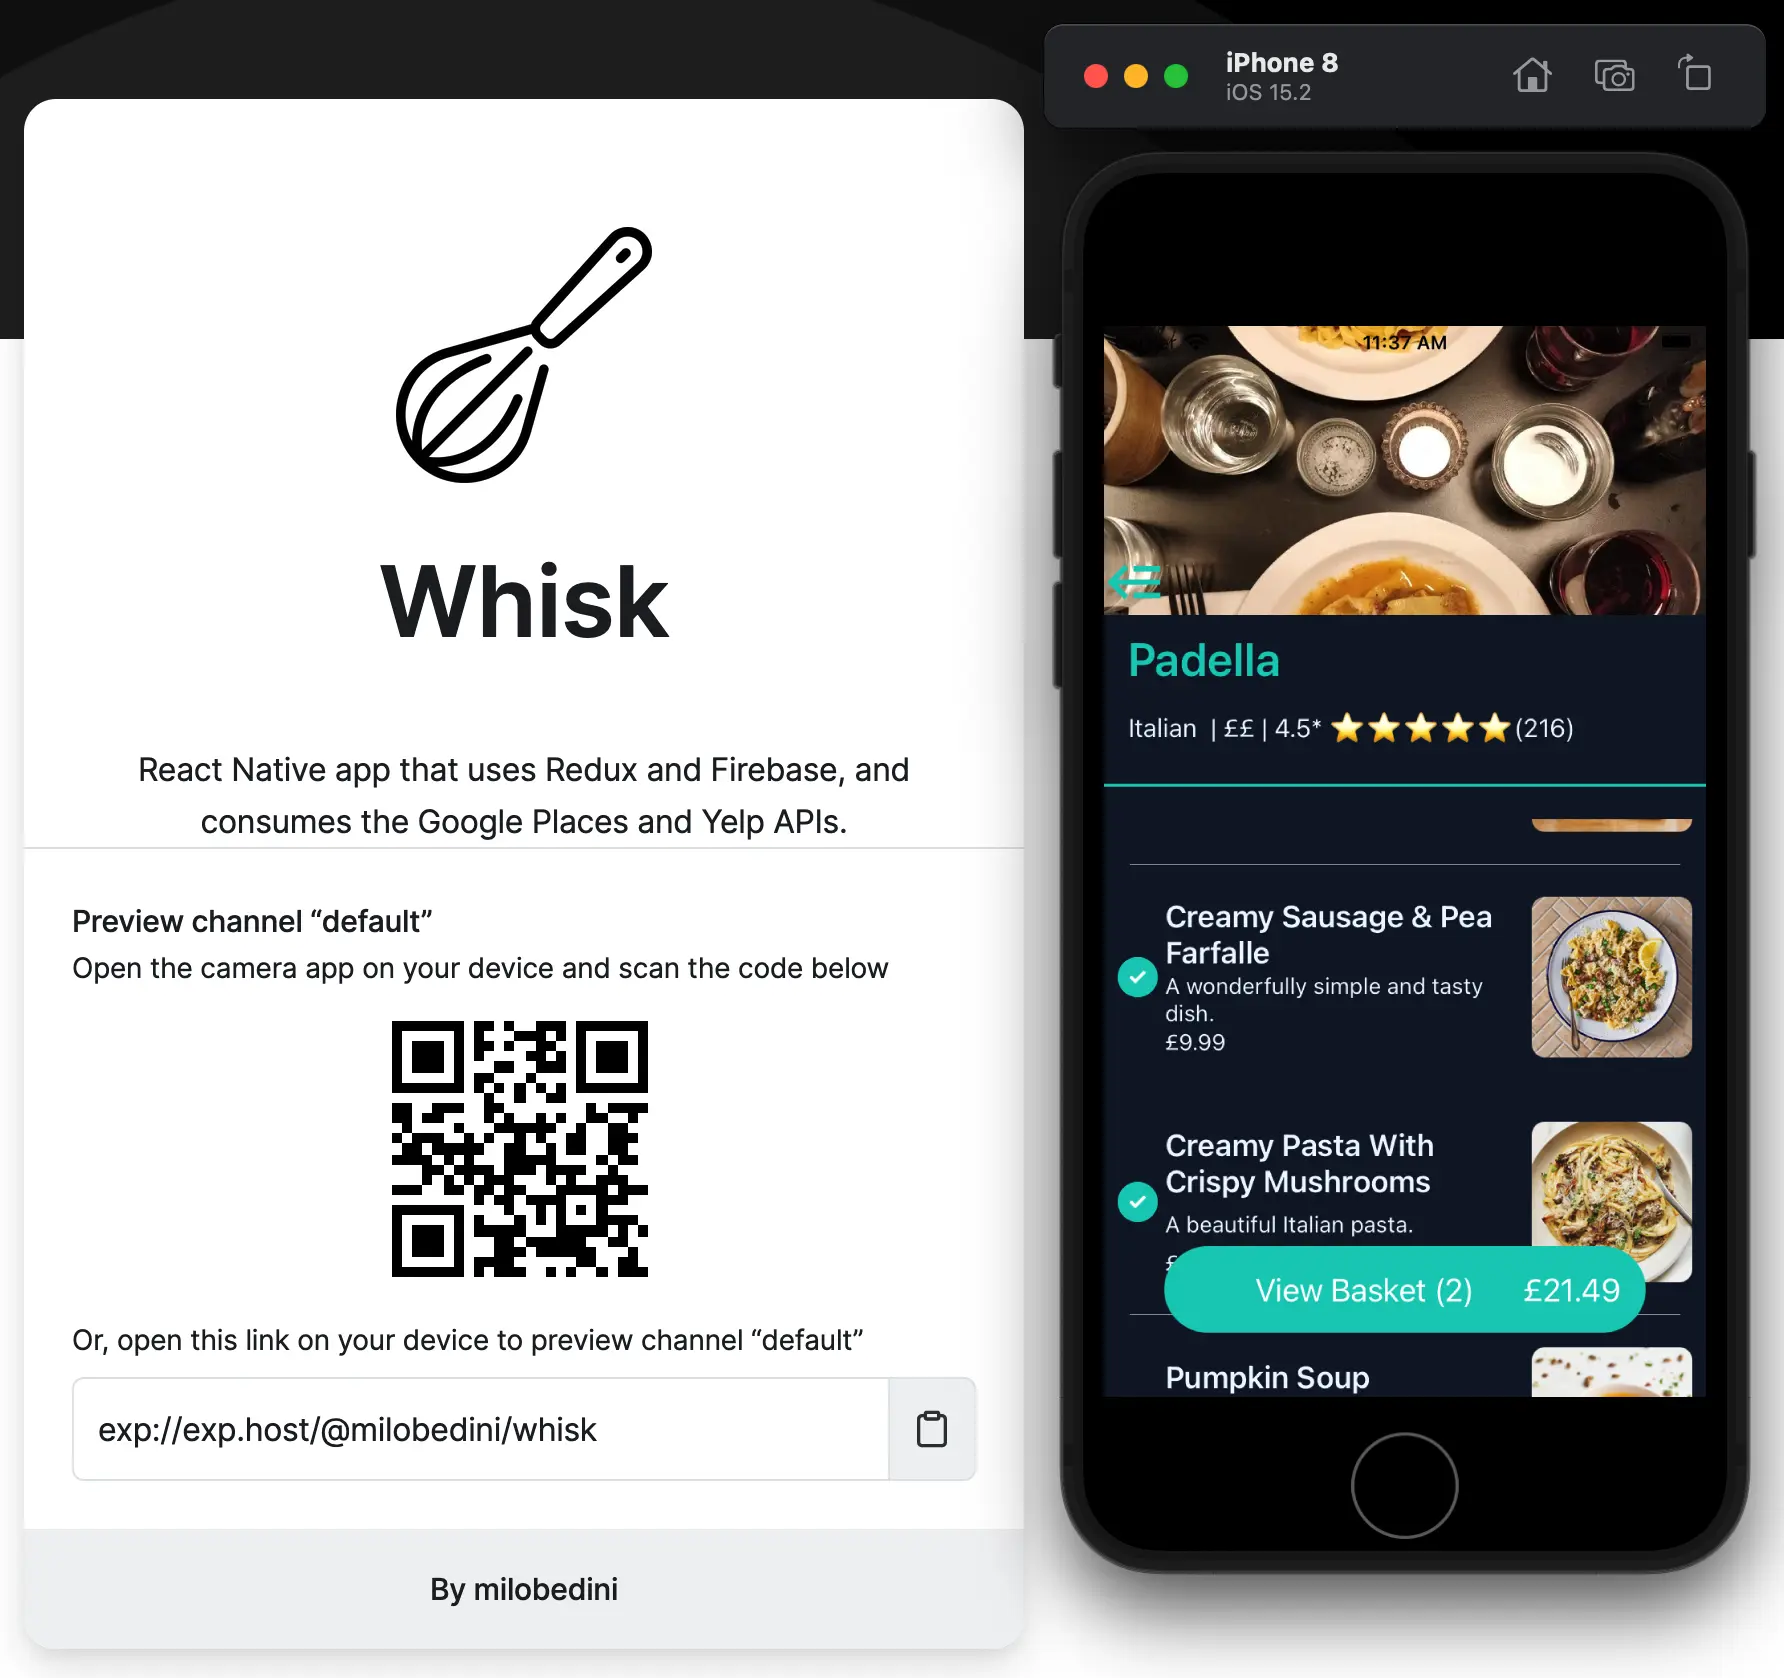 Whisk
React Native app that uses Redux and Firebase, and
consumes the Google Places and Yelp APIs.
Preview channel “default”
Open the camera app on your device and scan the code below
Or, open this link on your device to preview channel “default”
exp://exp.host/@milobedini/whisk
By milobedini
iPhone 8
iOS 15.2
11:37 AM
Padella
Italian | ££ | 4.5* ⭐⭐⭐⭐⭐(216)
Creamy Sausage & Pea
Farfalle
A wonderfully simple and tasty
dish.
£9.99
Creamy Pasta With
Crispy Mushrooms
A beautiful Italian pasta.
£
View Basket (2) £21.49
Pumpkin Soup